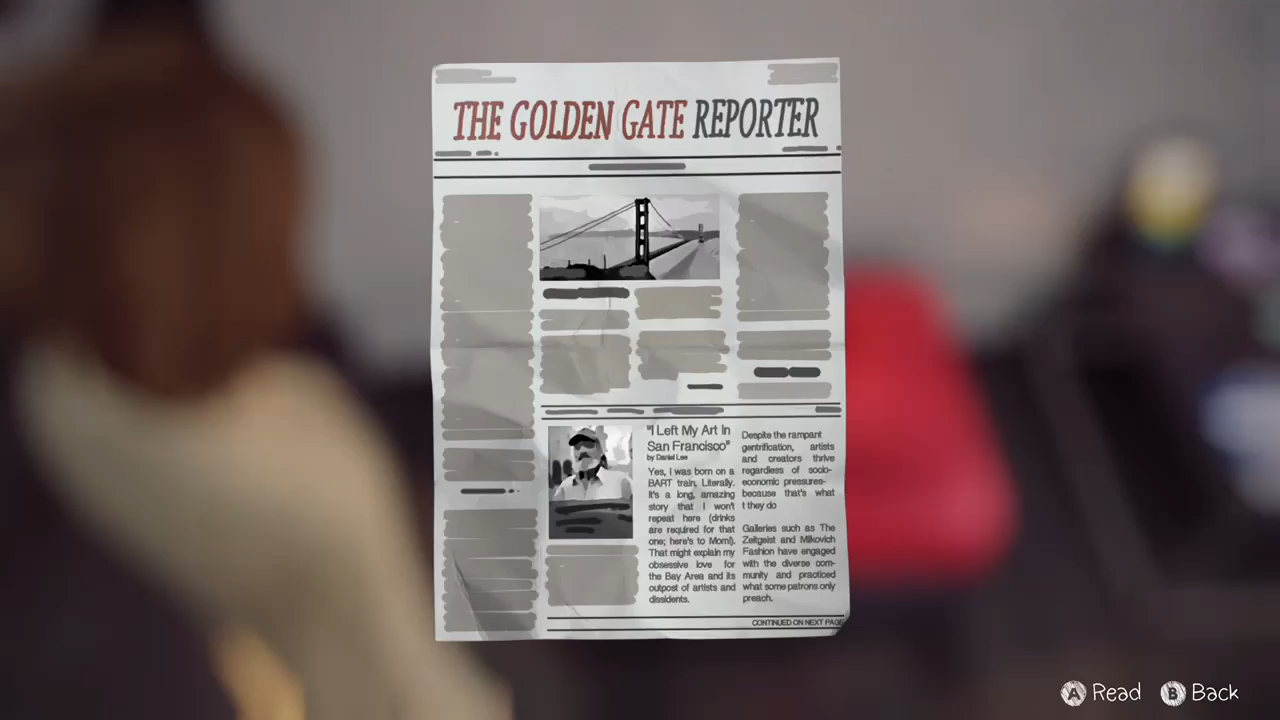 THE GOLDEN GATE REPORTER
"I Left My Art In
San Francisco"
by Daniel Lee
Yes, I was born on a
BART train. Literally.
It's a long, amazing
story that I won't
repeat here (drinks
are required for that
one; here's to Mom!).
That might explain my
obsessive love for
the Bay Area and its
outpost of artists and
dissidents.
Despite the rampant
gentrification, artists
and creators thrive
regardless of socio-
economic pressures-
because that's what
t they do
Galleries such as The
Zeitgeist and Milkovich
Fashion have engaged
with the diverse com-
munity and practiced
what some patrons only
preach.
CONTINUED ON NEXT PAGE
A Read B Back